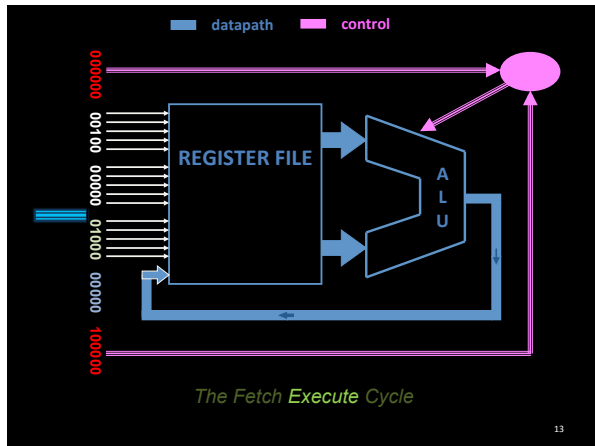 datapath
control
000000
00100
00000
01000
00000
100000
REGISTER FILE
A
L
U
The Fetch Execute Cycle
13